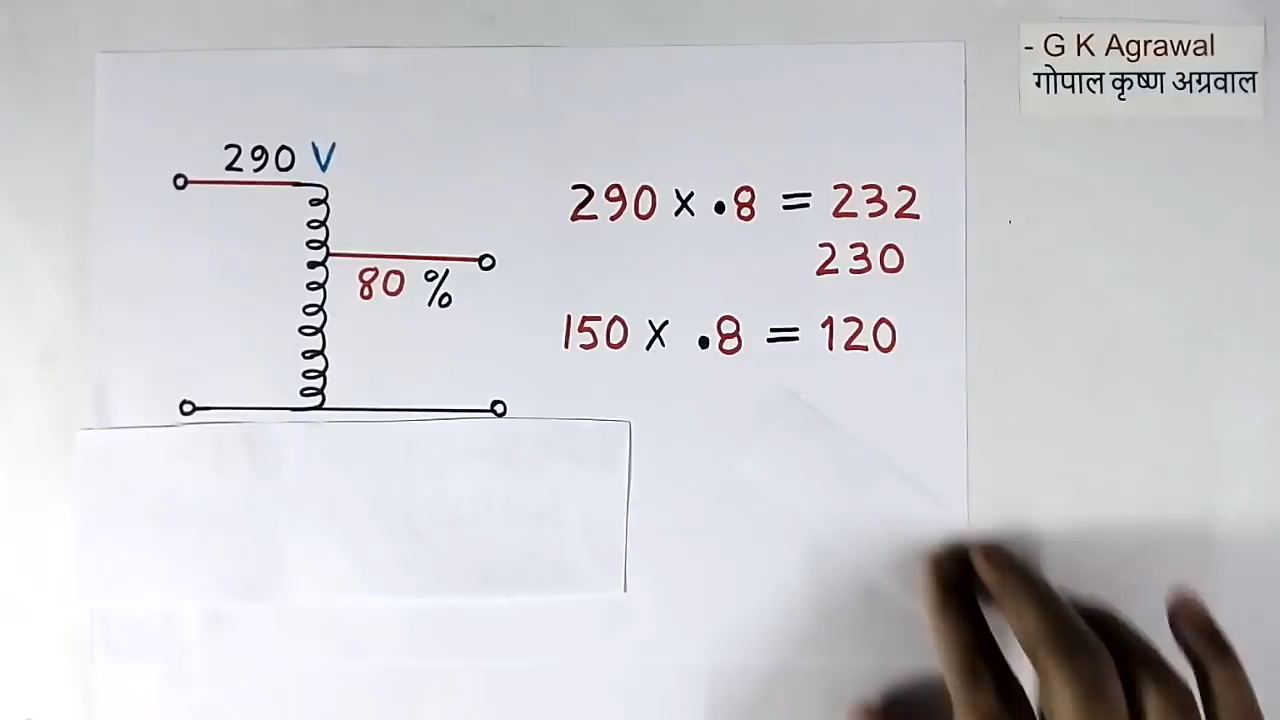 - G K Agrawal
गोपाल कृष्ण अग्रवाल
290 V
80 %
290 x .8 = 232
230
150 x .8 = 120